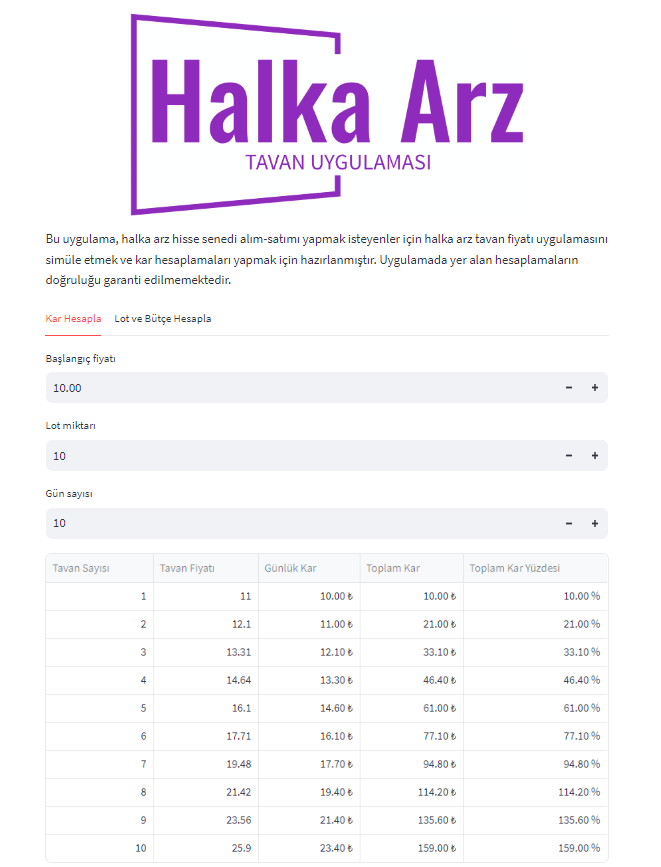 Halka Arz
TAVAN UYGULAMASI
Bu uygulama, halka arz hisse senedi alım-satımı yapmak isteyenler için halka arz tavan fiyatı uygulamasını
simüle etmek ve kar hesaplamaları yapmak için hazırlanmıştır. Uygulamada yer alan hesaplamaların
doğruluğu garanti edilmemektedir.
Kar Hesapla Lot ve Bütçe Hesapla
Başlangıç fiyatı
10.00 − +
Lot miktarı
10 − +
Gün sayısı
10 − +
Tavan Sayısı Tavan Fiyatı Günlük Kar Toplam Kar Toplam Kar Yüzdesi
1 11 10.00 ₺ 10.00 ₺ 10.00 %
2 12.1 11.00 ₺ 21.00 ₺ 21.00 %
3 13.31 12.10 ₺ 33.10 ₺ 33.10 %
4 14.64 13.30 ₺ 46.40 ₺ 46.40 %
5 16.1 14.60 ₺ 61.00 ₺ 61.00 %
6 17.71 16.10 ₺ 77.10 ₺ 77.10 %
7 19.48 17.70 ₺ 94.80 ₺ 94.80 %
8 21.42 19.40 ₺ 114.20 ₺ 114.20 %
9 23.56 21.40 ₺ 135.60 ₺ 135.60 %
10 25.9 23.40 ₺ 159.00 ₺ 159.00 %